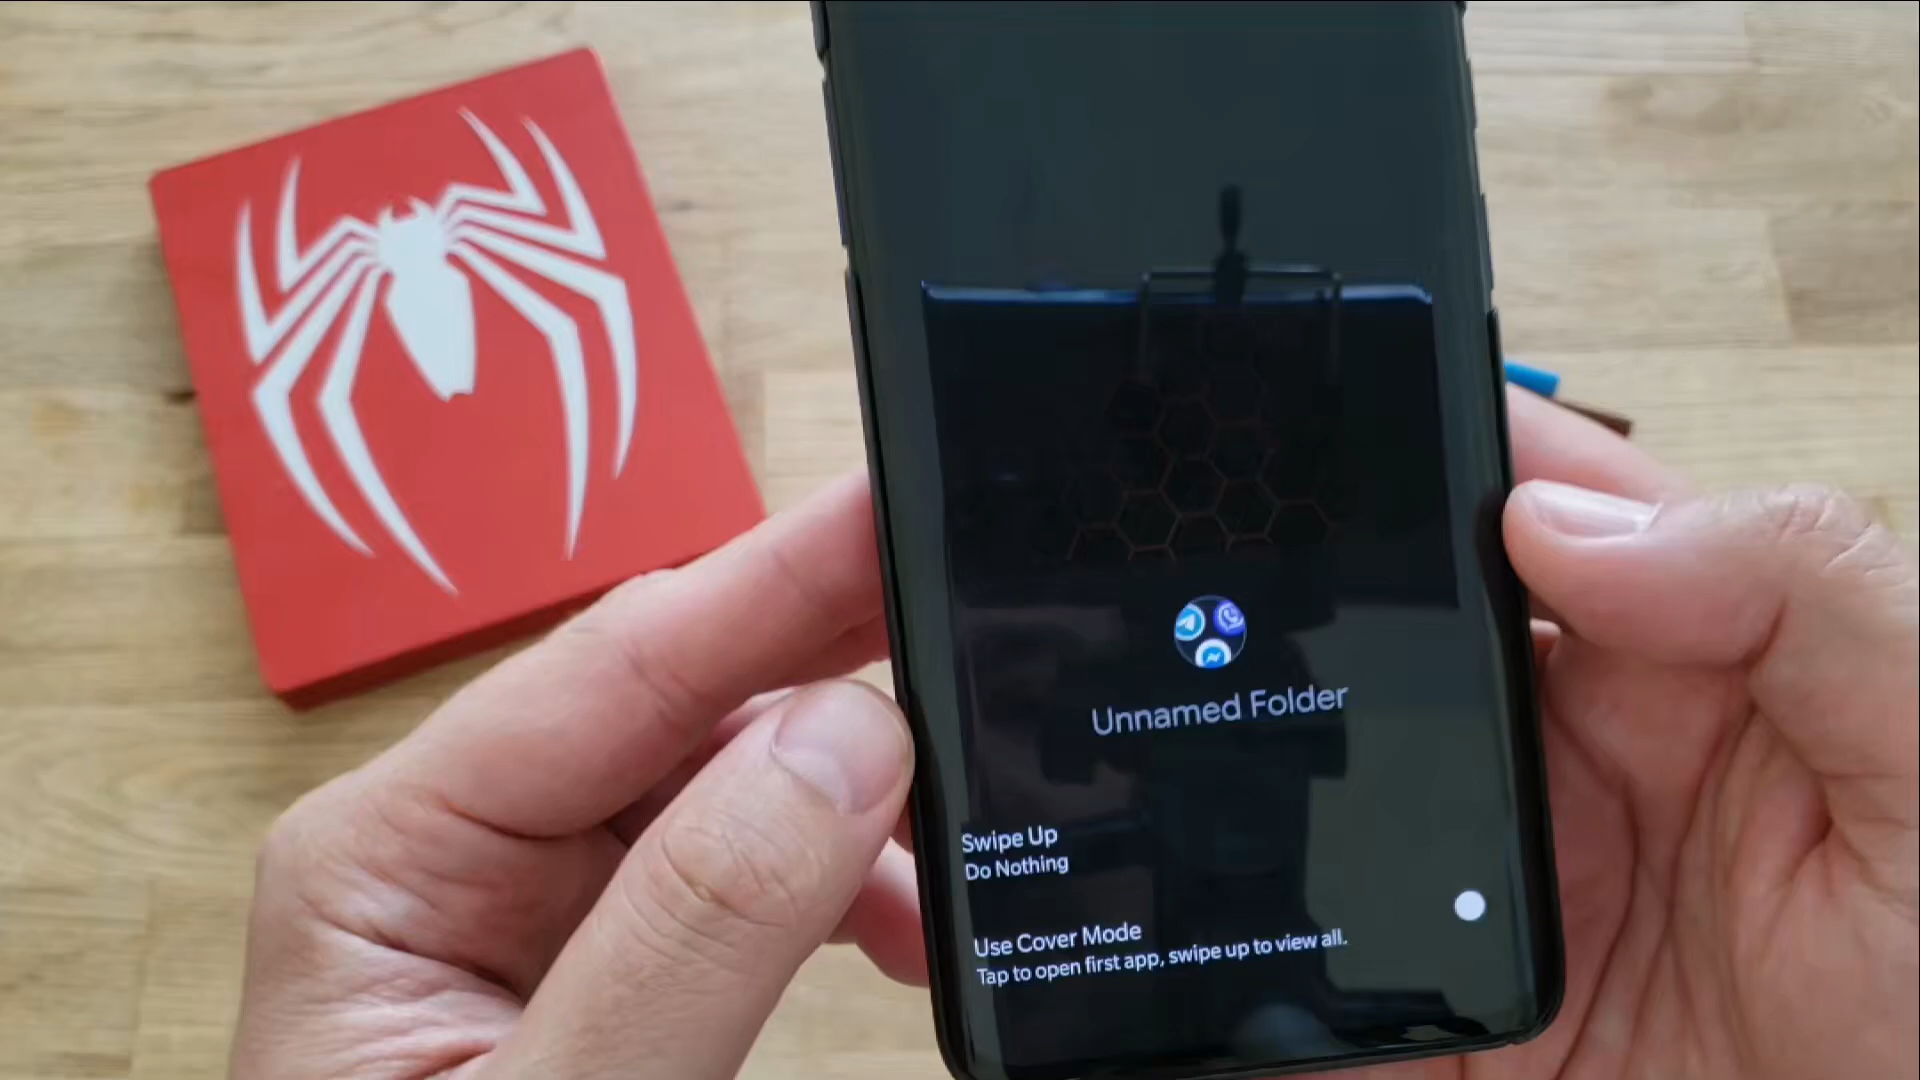 Unnamed Folder
Swipe Up
Do Nothing
Use Cover Mode
Tap to open first app, swipe up to view all.